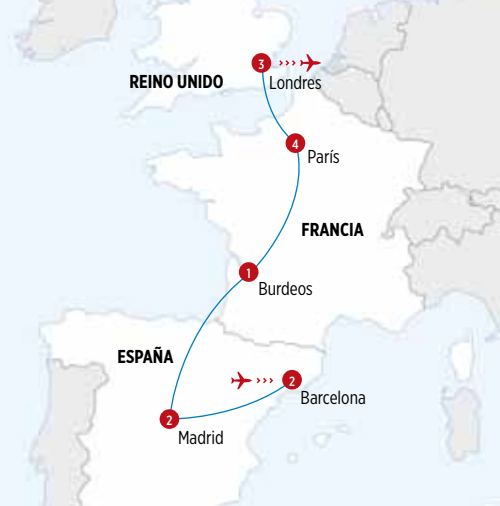 3
Londres
REINO UNIDO
4
París
FRANCIA
1
Burdeos
ESPAÑA
2
Barcelona
2
Madrid